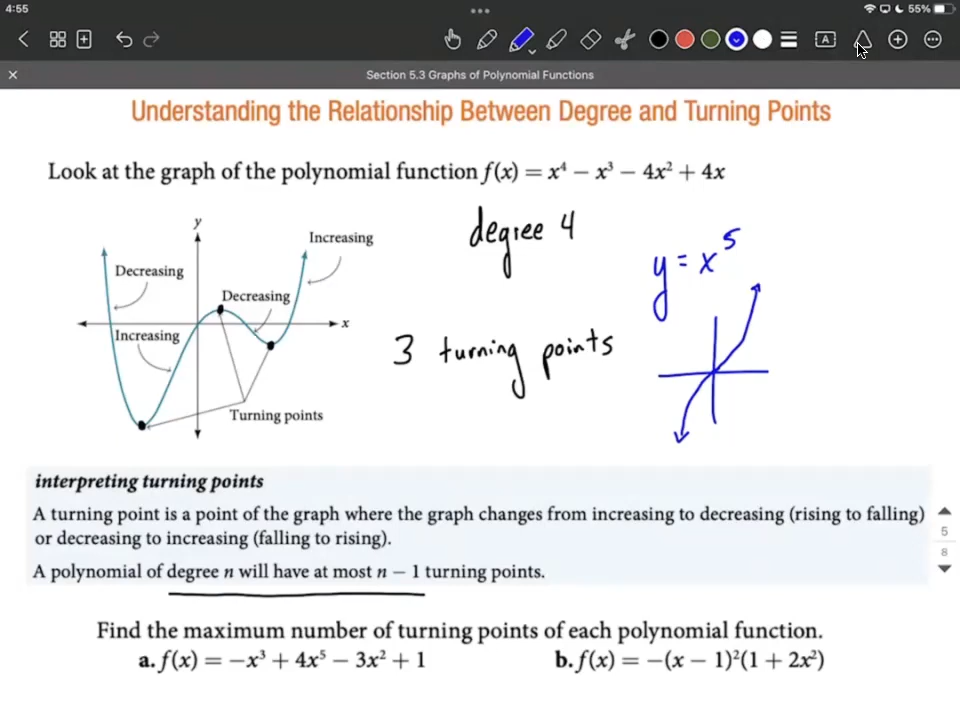 4:55
55%
A
Section 5.3 Graphs of Polynomial Functions
Understanding the Relationship Between Degree and Turning Points
Look at the graph of the polynomial function f(x) = x⁴ − x³ − 4x² + 4x
y
Increasing
Decreasing
Decreasing
x
Increasing
Turning points
degree 4
3 turning points
y = x⁵
interpreting turning points
A turning point is a point of the graph where the graph changes from increasing to decreasing (rising to falling)
or decreasing to increasing (falling to rising).
A polynomial of degree n will have at most n − 1 turning points.
5
8
Find the maximum number of turning points of each polynomial function.
a. f(x) = −x³ + 4x⁵ − 3x² + 1 b. f(x) = −(x − 1)²(1 + 2x²)